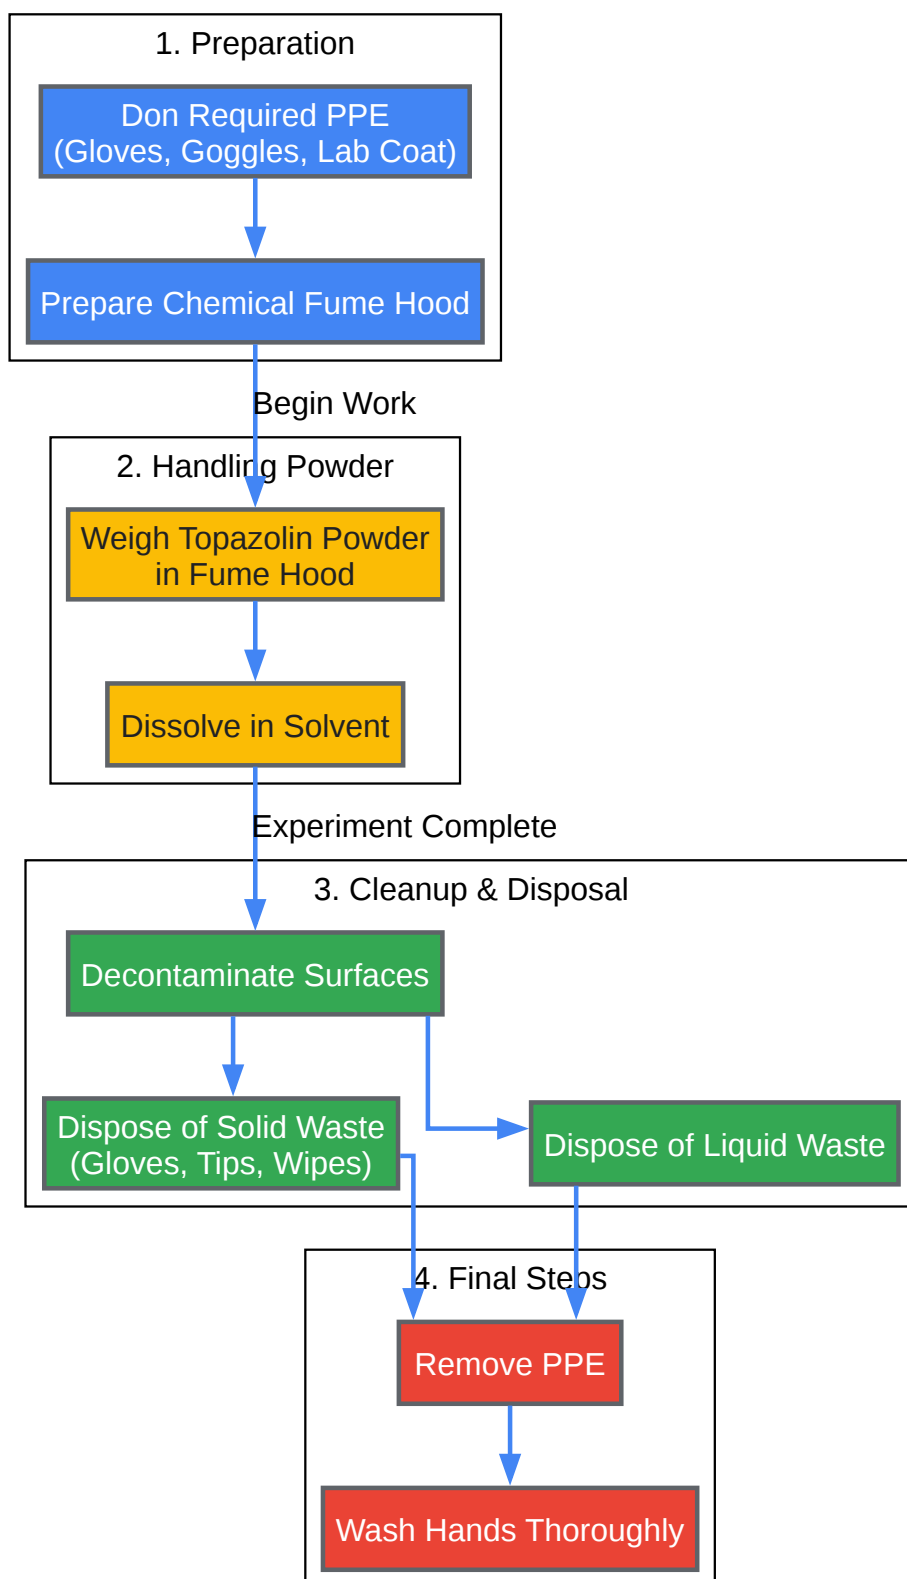 1. Preparation
Don Required PPE
(Gloves, Goggles, Lab Coat)
Prepare Chemical Fume Hood
Begin Work
2. Handling Powder
Weigh Topazolin Powder
in Fume Hood
Dissolve in Solvent
Experiment Complete
3. Cleanup & Disposal
Decontaminate Surfaces
Dispose of Solid Waste
(Gloves, Tips, Wipes)
Dispose of Liquid Waste
4. Final Steps
Remove PPE
Wash Hands Thoroughly